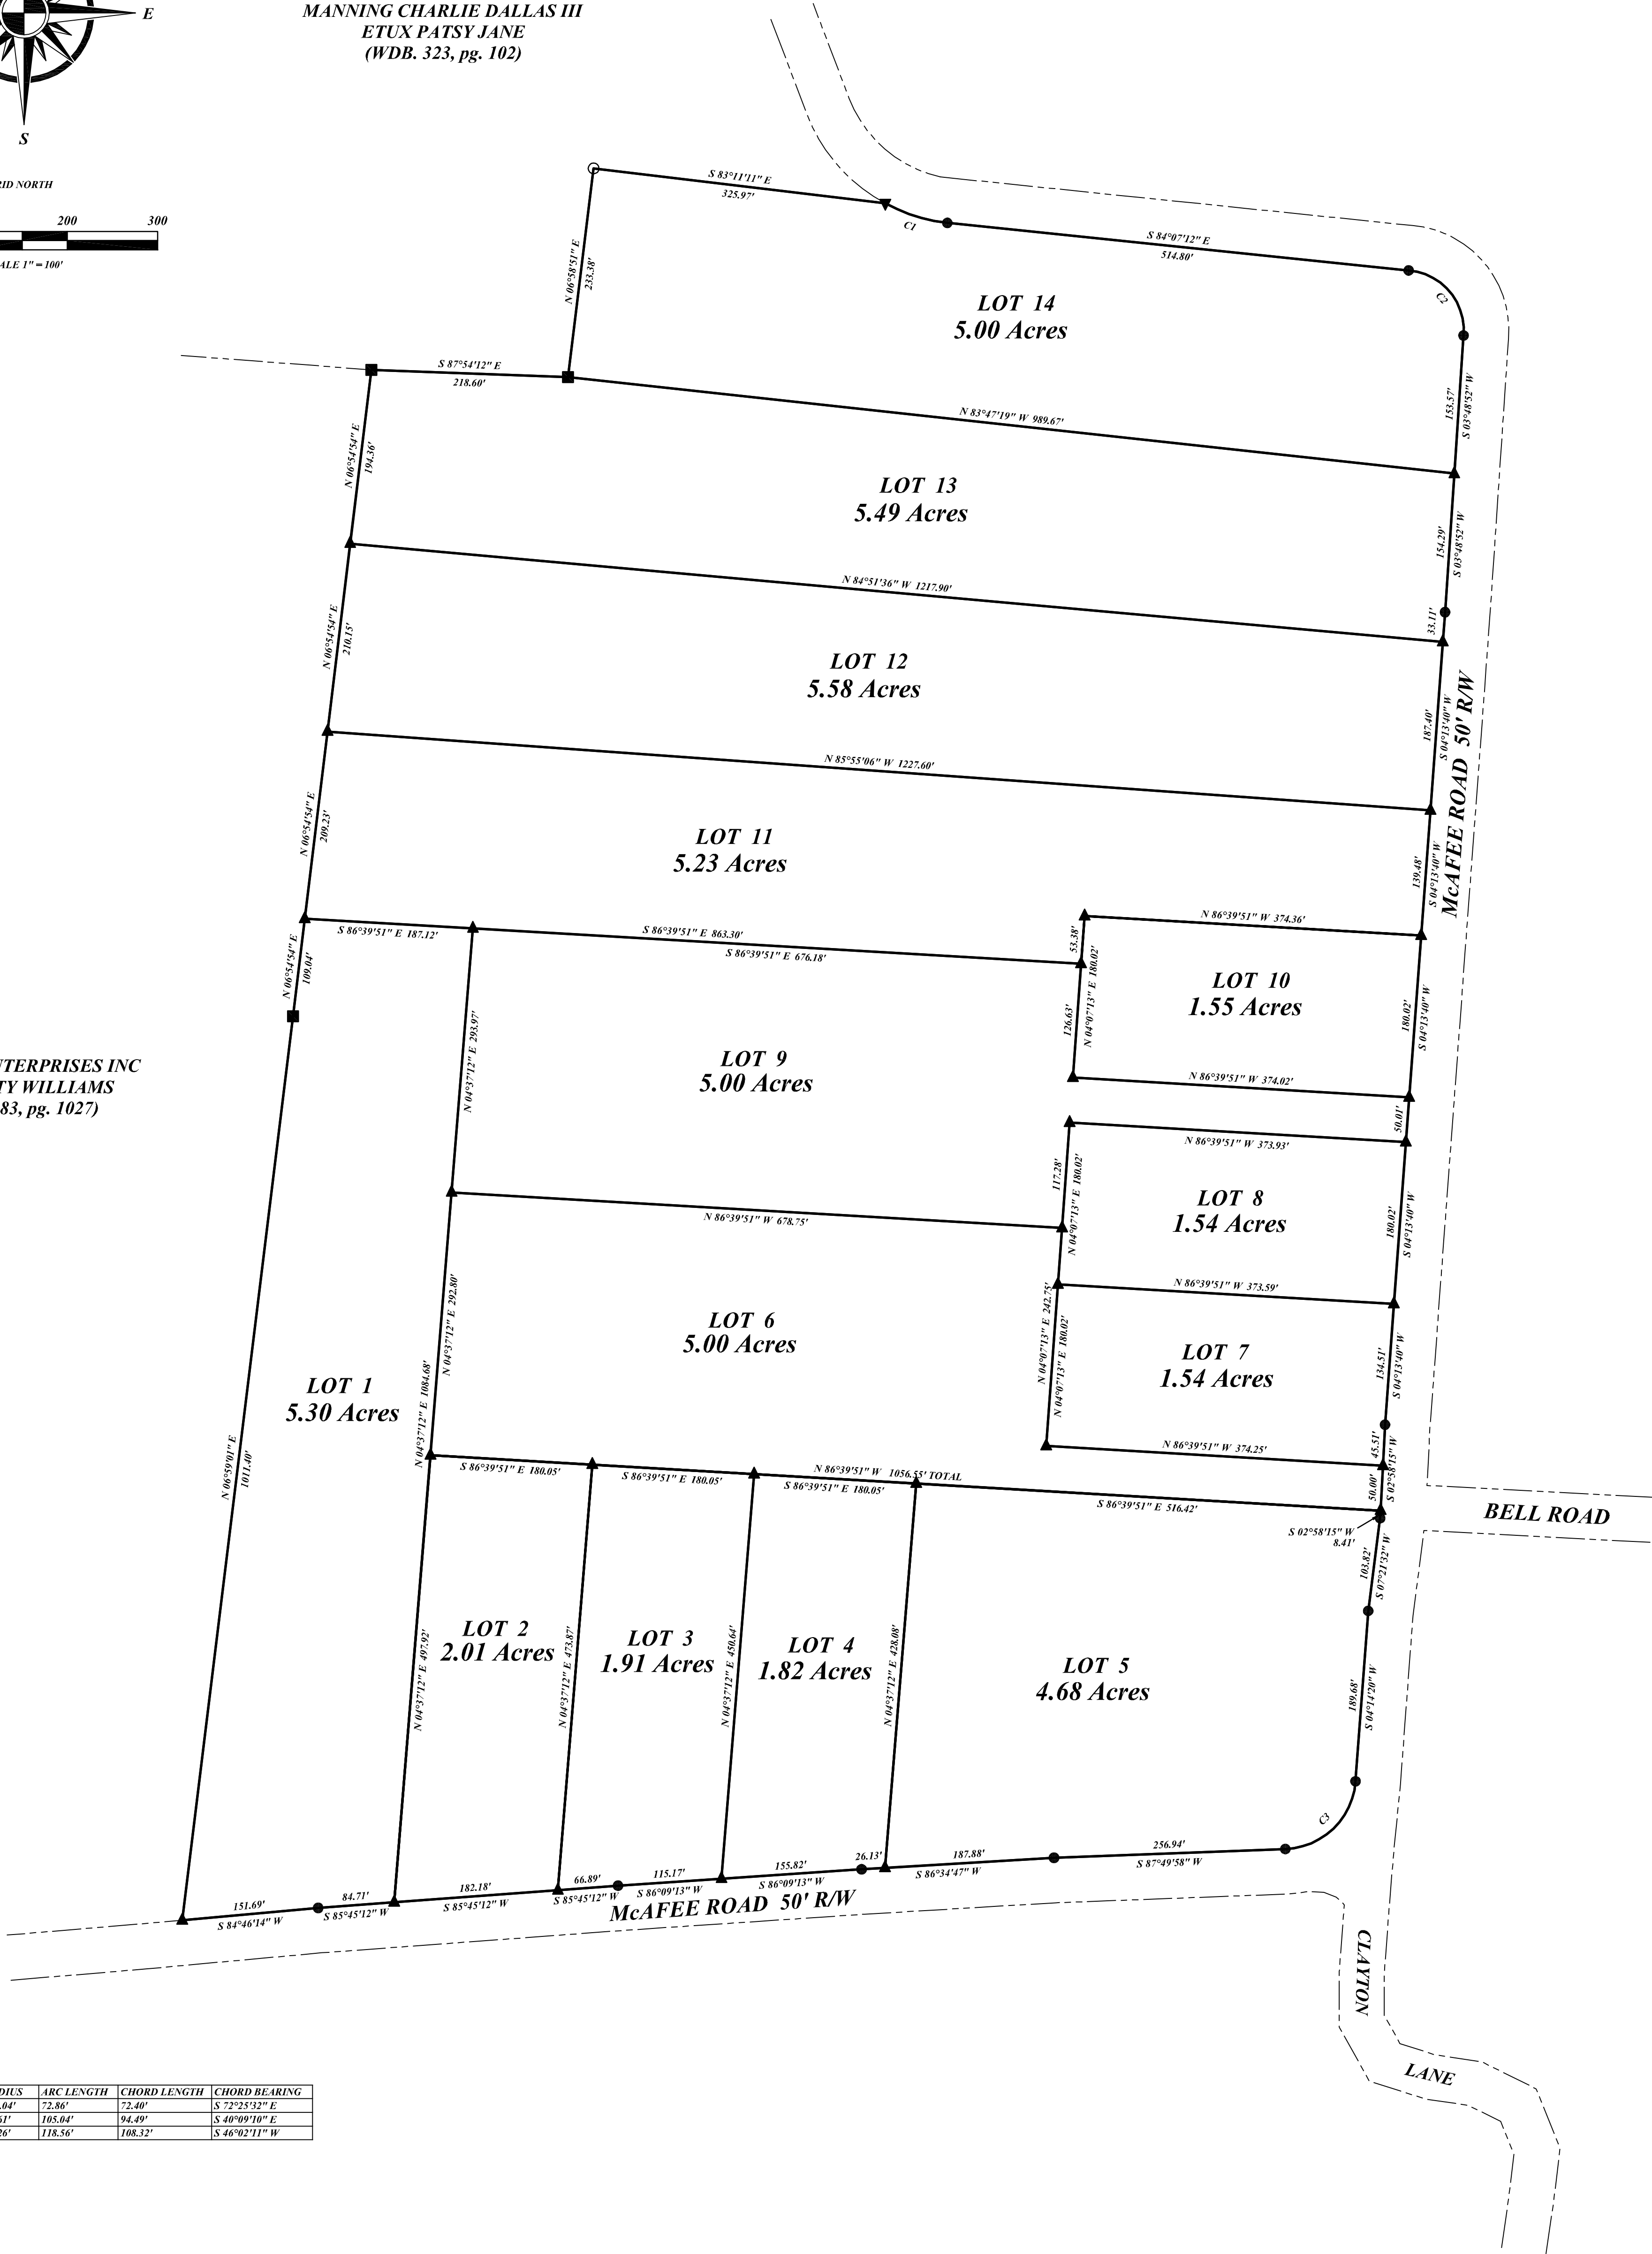 E
S
MANNING CHARLIE DALLAS III
ETUX PATSY JANE
(WDB. 323, pg. 102)
NORTH
200 300
1" = 100'
S 83°11'11" E
325.97'
C1
S 84°07'12" E
514.80'
C2
N 06°58'51" E
233.38'
LOT 14
5.00 Acres
153.57'
S 03°48'52" W
S 87°54'12" E
218.60'
N 83°47'19" W 989.67'
N 06°54'54" E
194.36'
LOT 13
5.49 Acres
154.29'
S 03°48'52" W
N 84°51'36" W 1217.90'
33.11'
N 06°54'54" E
210.15'
LOT 12
5.58 Acres
187.40'
S 04°13'40" W
McAFEE ROAD 50' R/W
N 85°55'06" W 1227.60'
N 06°54'54" E
209.23'
LOT 11
5.23 Acres
139.48'
S 04°13'40" W
S 86°39'51" E 187.12'
S 86°39'51" E 863.30'
S 86°39'51" E 676.18'
N 86°39'51" W 374.36'
53.38'
N 04°07'13" E 180.02'
126.63'
LOT 10
1.55 Acres
180.02'
S 04°13'40" W
N 86°39'51" W 374.02'
N 06°54'54" E
109.04'
N 04°37'12" E 293.97'
LOT 9
5.00 Acres
50.01'
N 86°39'51" W 373.93'
ENTERPRISES INC
WILLIAMS
83, pg. 1027)
117.28'
N 04°07'13" E 180.02'
LOT 8
1.54 Acres
180.02'
S 04°13'40" W
N 86°39'51" W 678.75'
N 86°39'51" W 373.59'
N 04°37'12" E 292.80'
LOT 6
5.00 Acres
N 04°07'13" E 242.75'
N 04°07'13" E 180.02'
LOT 7
1.54 Acres
134.51'
S 04°13'40" W
N 86°39'51" W 374.25'
45.51'
S 02°58'15" W
50.00'
LOT 1
5.30 Acres
N 04°37'12" E 1084.68'
N 06°59'01" E
1011.40'
S 86°39'51" E 180.05'
S 86°39'51" E 180.05'
N 86°39'51" W 1056.55' TOTAL
S 86°39'51" E 180.05'
S 86°39'51" E 516.42'
S 02°58'15" W
8.41'
BELL ROAD
103.82'
S 07°21'32" W
N 04°37'12" E 497.92'
LOT 2
2.01 Acres
N 04°37'12" E 473.87'
LOT 3
1.91 Acres
N 04°37'12" E 450.64'
LOT 4
1.82 Acres
N 04°37'12" E 428.08'
LOT 5
4.68 Acres
189.68'
S 04°14'20" W
C3
151.69'
S 84°46'14" W
84.71'
S 85°45'12" W
182.18'
S 85°45'12" W
66.89'
S 85°45'12" W
115.17'
S 86°09'13" W
155.82'
S 86°09'13" W
26.13'
187.88'
S 86°34'47" W
256.94'
S 87°49'58" W
McAFEE ROAD 50' R/W
CLAYTON
LANE
ARC LENGTH CHORD LENGTH CHORD BEARING
72.86' 72.40' S 72°25'32" E
105.04' 94.49' S 40°09'10" E
118.56' 108.32' S 46°02'11" W